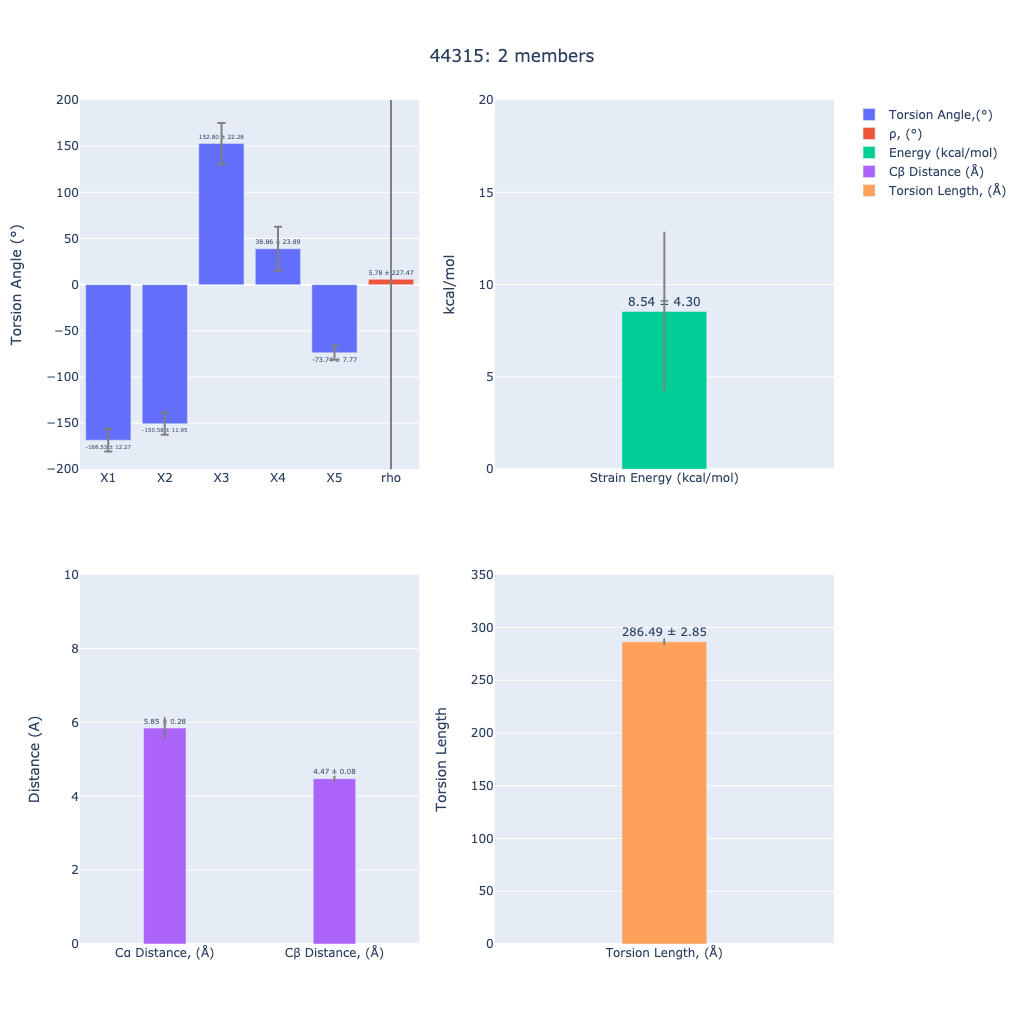 44315: 2 members
Torsion Angle (°)
200
150
100
50
0
−50
−100
−150
−200
-168.53 ± 12.27
-150.58 ± 11.95
152.80 ± 22.28
38.86 ± 23.89
-73.74 ± 7.77
5.78 ± 227.47
X1 X2 X3 X4 X5 rho
kcal/mol
20
15
10
5
0
8.54 ± 4.30
Strain Energy (kcal/mol)
Torsion Angle,(°)
ρ, (°)
Energy (kcal/mol)
Cβ Distance (Å)
Torsion Length, (Å)
Distance (A)
10
8
6
4
2
0
5.85 ± 0.28
4.47 ± 0.08
Cα Distance, (Å) Cβ Distance, (Å)
Torsion Length
350
300
250
200
150
100
50
0
286.49 ± 2.85
Torsion Length, (Å)